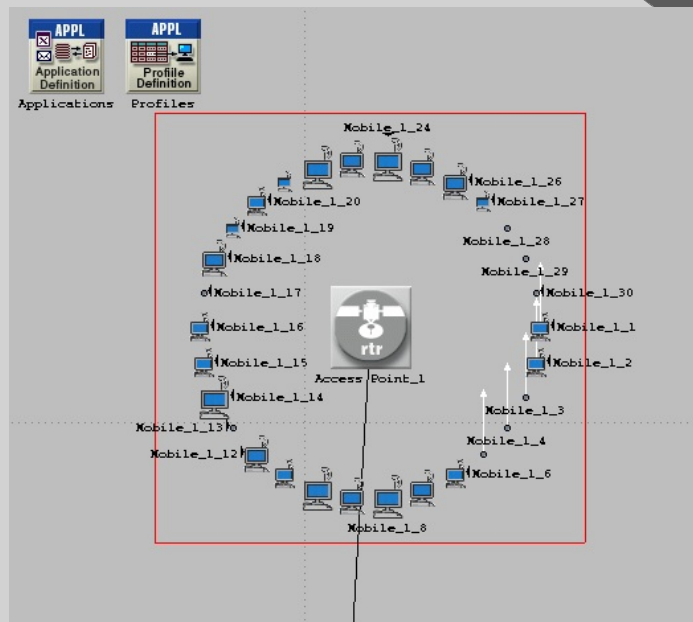 APPL
Application
Definition
Applications
APPL
Profile
Definition
Profiles
Mobile_1_24
Mobile_1_26
Mobile_1_20
Mobile_1_27
Mobile_1_19
Mobile_1_28
Mobile_1_18
Mobile_1_29
Mobile_1_17
Mobile_1_30
Mobile_1_16
Mobile_1_1
rtr
Mobile_1_15
Mobile_1_2
Access Point_1
Mobile_1_14
Mobile_1_3
Mobile_1_13
Mobile_1_4
Mobile_1_12
Mobile_1_6
Mobile_1_8